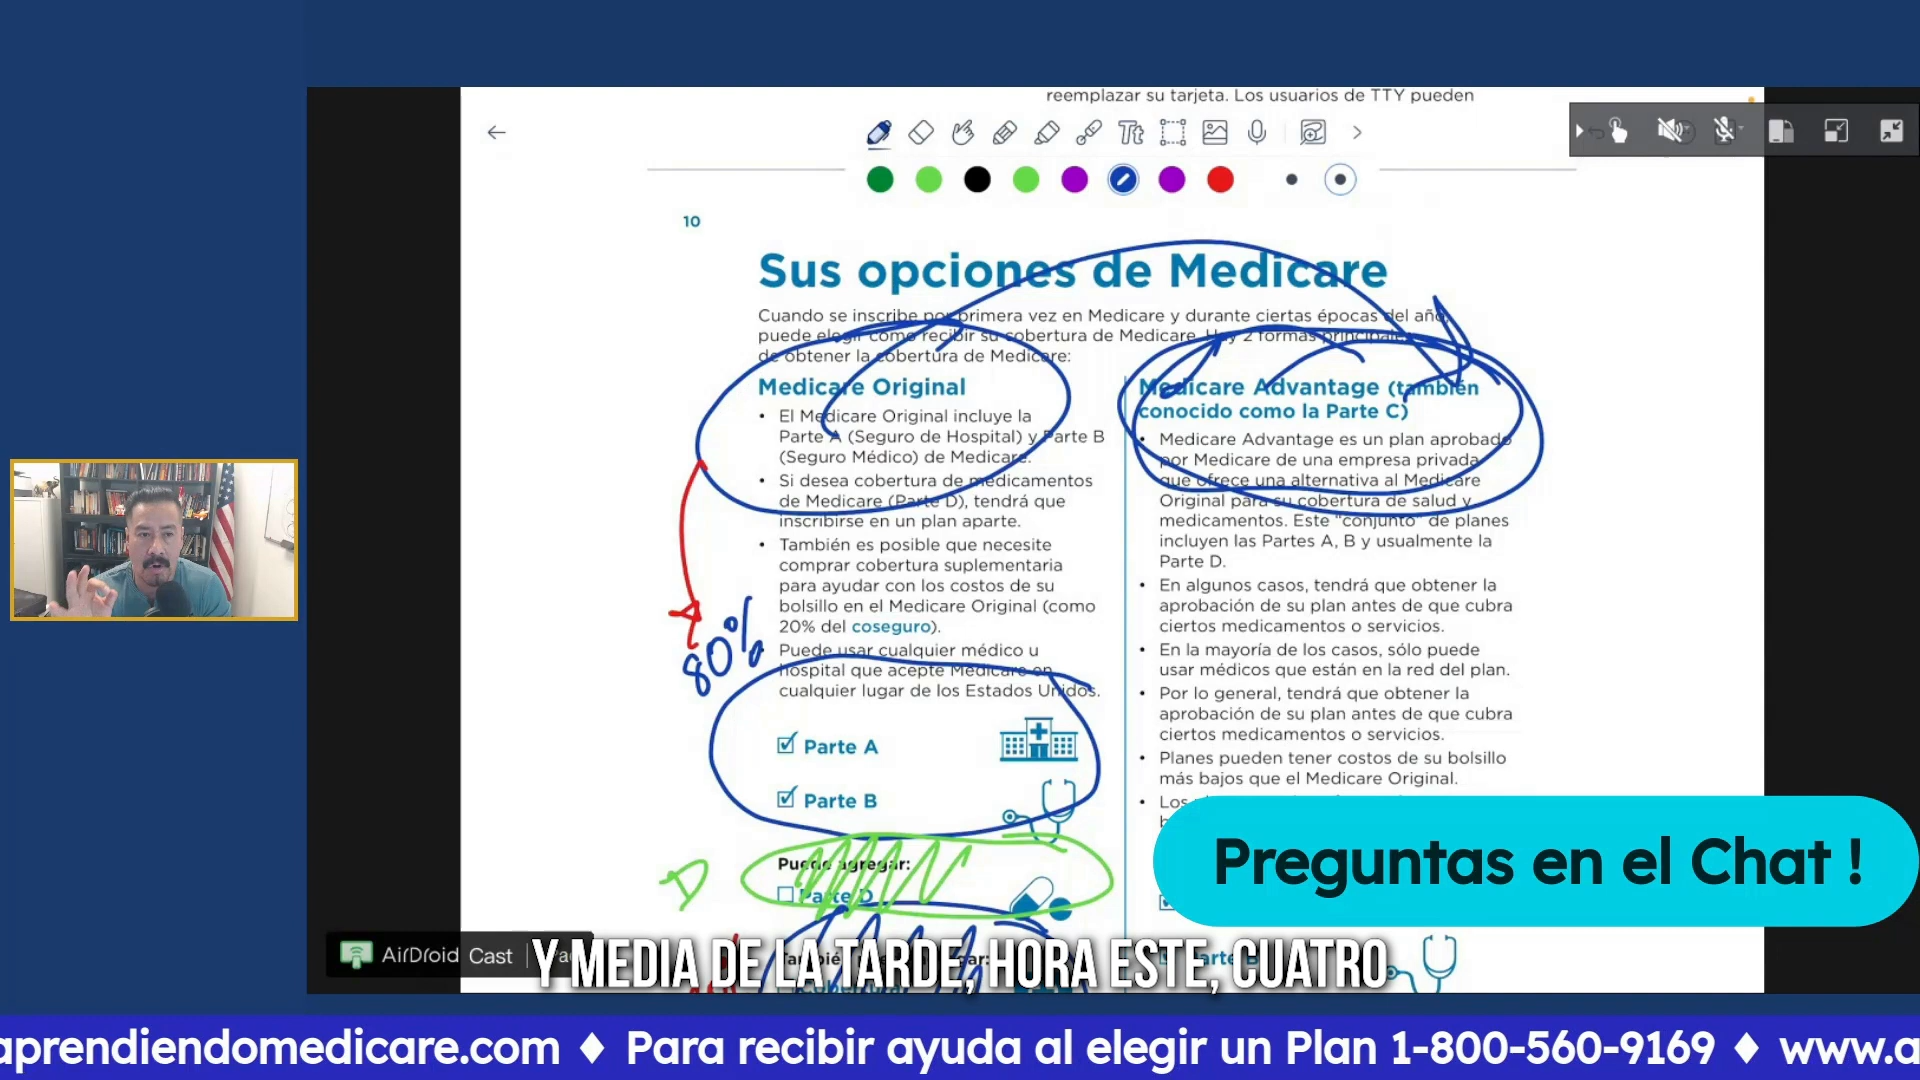 reemplazar su tarjeta. Los usuarios de TTY pueden
Tt
10
Sus opciones de Medicare
Cuando se inscribe por primera vez en Medicare y durante ciertas épocas del año,
puede elegir cómo recibir su cobertura de Medicare. Hay 2 formas principales
de obtener la cobertura de Medicare:
Medicare Original
• El Medicare Original incluye la
Parte A (Seguro de Hospital) y Parte B
(Seguro Médico) de Medicare.
• Si desea cobertura de medicamentos
de Medicare (Parte D), tendrá que
inscribirse en un plan aparte.
• También es posible que necesite
comprar cobertura suplementaria
para ayudar con los costos de su
bolsillo en el Medicare Original (como
20% del coseguro).
Puede usar cualquier médico u
hospital que acepte Medicare en
cualquier lugar de los Estados Unidos.
80%
Parte A
Parte B
Puede agregar:
D
Parte D
También puede agregar:
Cobertura
Medicare Advantage (también
conocido como la Parte C)
• Medicare Advantage es un plan aprobado
por Medicare de una empresa privada
que ofrece una alternativa al Medicare
Original para su cobertura de salud y
medicamentos. Este "conjunto" de planes
incluyen las Partes A, B y usualmente la
Parte D.
• En algunos casos, tendrá que obtener la
aprobación de su plan antes de que cubra
ciertos medicamentos o servicios.
• En la mayoría de los casos, sólo puede
usar médicos que están en la red del plan.
• Por lo general, tendrá que obtener la
aprobación de su plan antes de que cubra
ciertos medicamentos o servicios.
• Planes pueden tener costos de su bolsillo
más bajos que el Medicare Original.
• Los
Parte B
Preguntas en el Chat !
AirDroid Cast
Y MEDIA DE LA TARDE, HORA ESTE, CUATRO
aprendiendomedicare.com ♦ Para recibir ayuda al elegir un Plan 1-800-560-9169 ♦ www.a